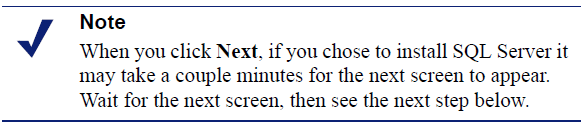 Note
When you click Next, if you chose to install SQL Server it
may take a couple minutes for the next screen to appear.
Wait for the next screen, then see the next step below.